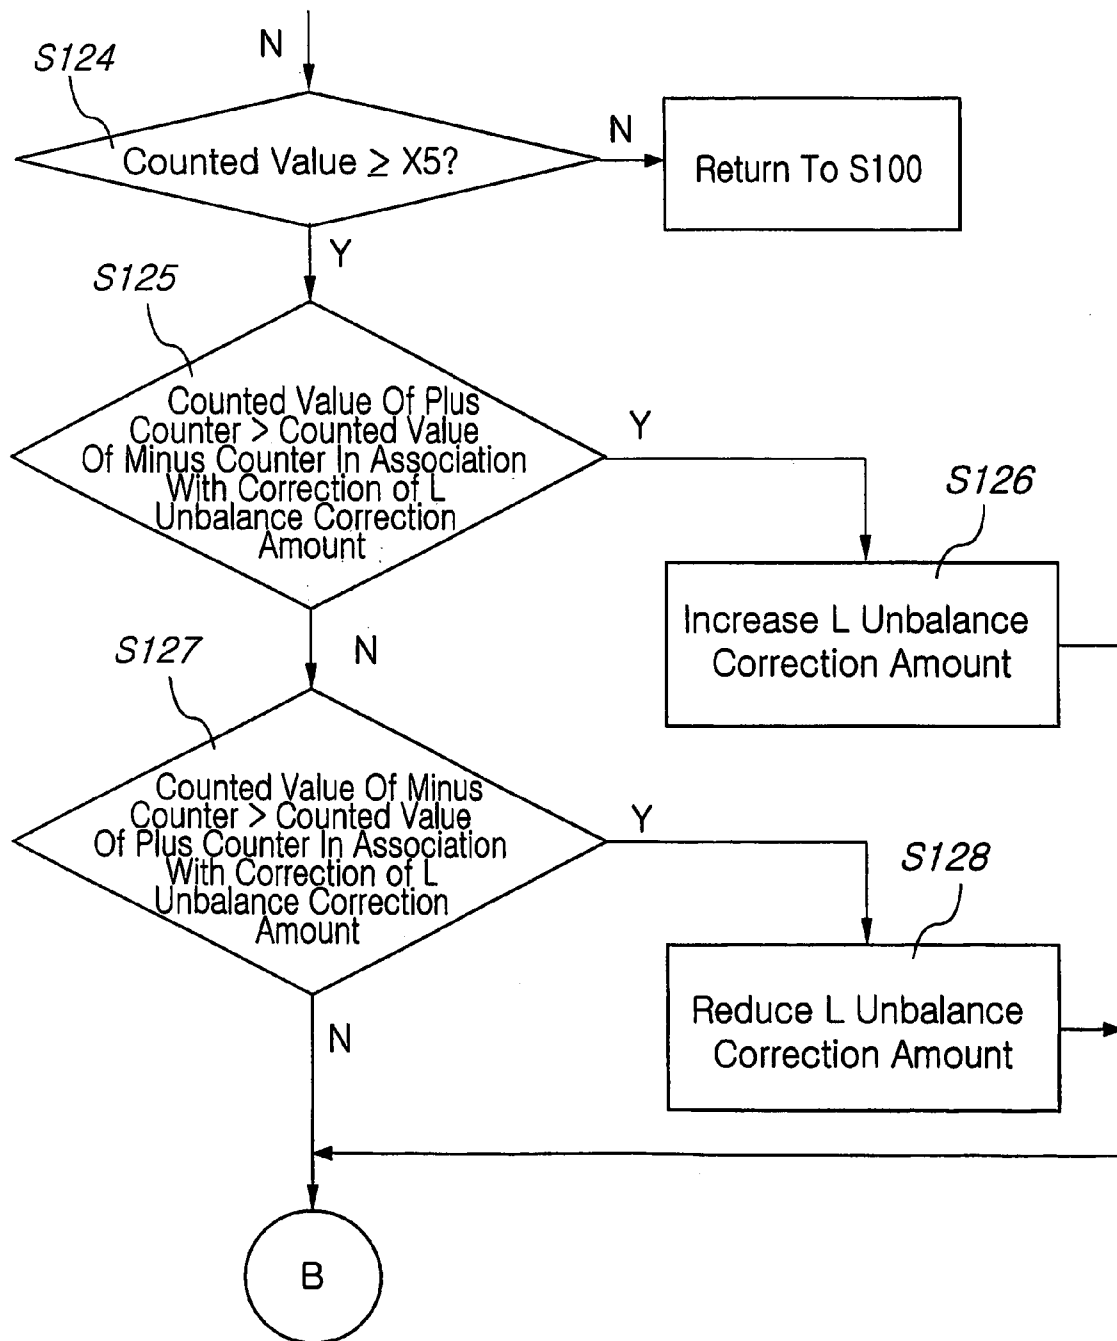 N
S124
Counted Value ≥ X5?
N
Return To S100
Y
S125
Counted Value Of Plus
Counter > Counted Value
Of Minus Counter In Association
With Correction of L
Unbalance Correction
Amount
Y
S126
Increase L Unbalance
Correction Amount
N
S127
Counted Value Of Minus
Counter > Counted Value
Of Plus Counter In Association
With Correction of L
Unbalance Correction
Amount
Y
S128
Reduce L Unbalance
Correction Amount
N
B